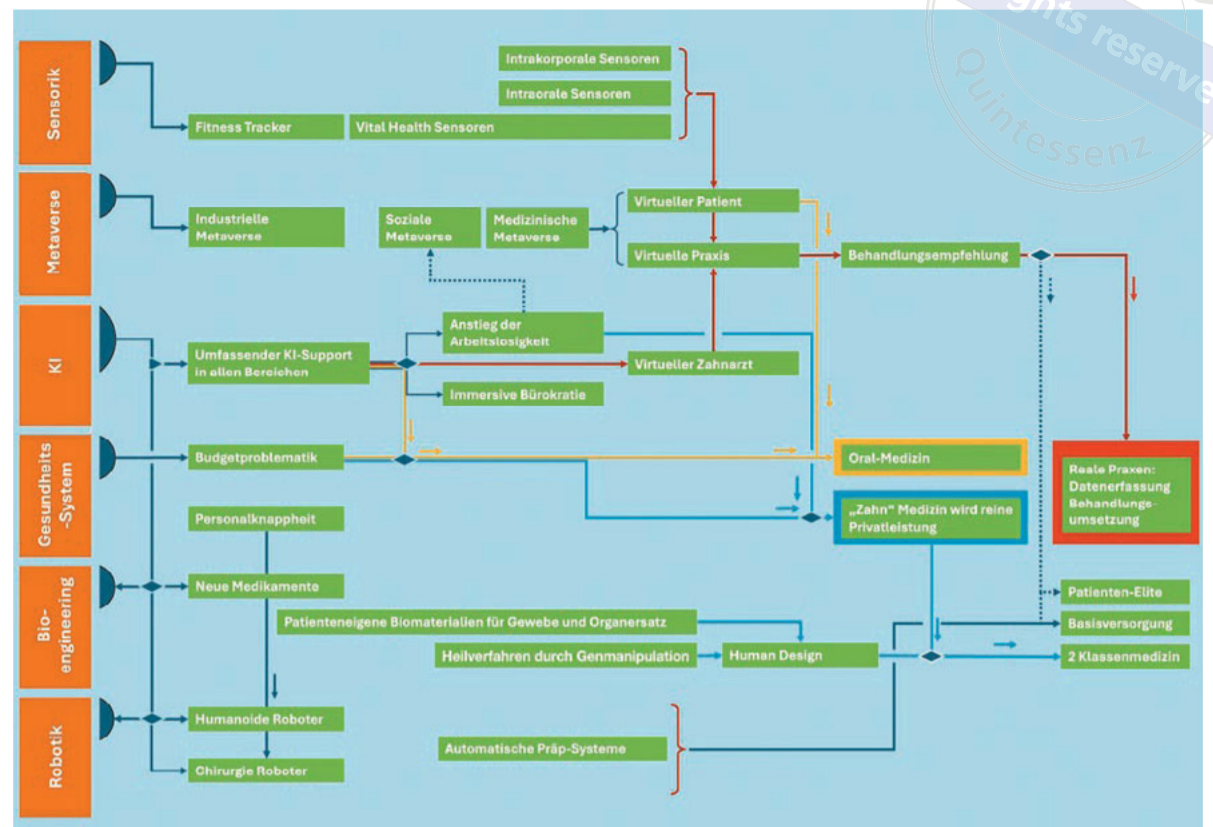 ghts reserve
Quintessenz
Sensorik
Intrakorporale Sensoren
Intraorale Sensoren
Fitness Tracker
Vital Health Sensoren
Metaverse
Industrielle
Metaverse
Soziale
Metaverse
Medizinische
Metaverse
Virtueller Patient
Virtuelle Praxis
Behandlungsempfehlung
KI
Umfassender KI-Support
in allen Bereichen
Anstieg der
Arbeitslosigkeit
Virtueller Zahnarzt
Immersive Bürokratie
Gesundheits
-System
Budgetproblematik
Oral-Medizin
Reale Praxen:
Datenerfassung
Behandlungs-
umsetzung
Personalknappheit
„Zahn“ Medizin wird reine
Privatleistung
Bio-
engineering
Neue Medikamente
Patienten-Elite
Patienteneigene Biomaterialien für Gewebe und Organersatz
Basisversorgung
Heilverfahren durch Genmanipulation
Human Design
2 Klassenmedizin
Robotik
Humanoide Roboter
Automatische Präp-Systeme
Chirurgie Roboter